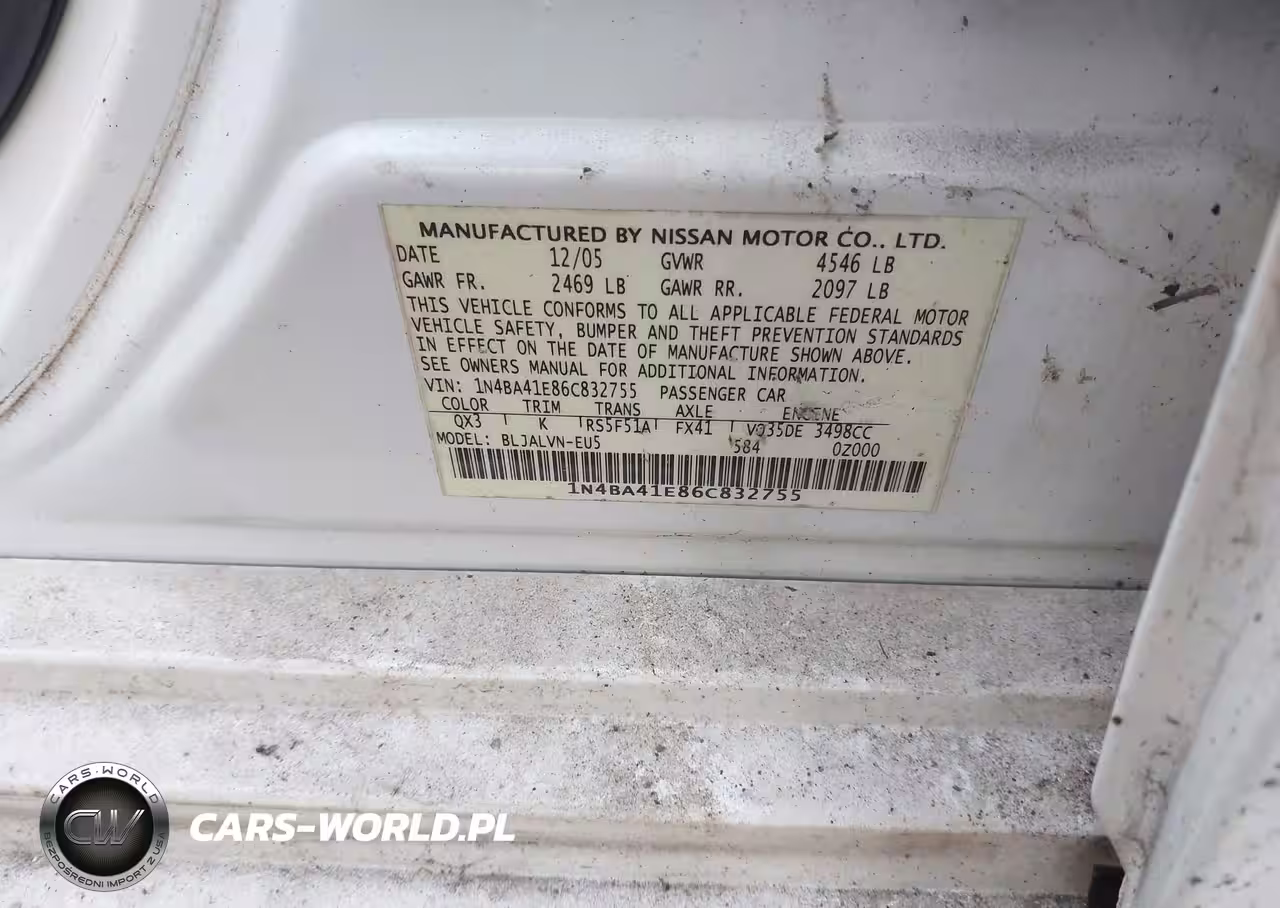 MANUFACTURED BY NISSAN MOTOR CO., LTD.
DATE 12/05 GVWR 4546 LB
GAWR FR. 2469 LB GAWR RR. 2097 LB
THIS VEHICLE CONFORMS TO ALL APPLICABLE FEDERAL MOTOR
VEHICLE SAFETY, BUMPER AND THEFT PREVENTION STANDARDS
IN EFFECT ON THE DATE OF MANUFACTURE SHOWN ABOVE.
SEE OWNERS MANUAL FOR ADDITIONAL INFORMATION.
VIN: 1N4BA41E86C832755 PASSENGER CAR
COLOR TRIM TRANS AXLE ENGINE
QX3 K RS5F51A FX41 VQ35DE 3498CC
MODEL: BLJALVN-EU5 584 0Z000
1N4BA41E86C832755
CARS-WORLD
CW
BEZPOŚREDNI IMPORT Z USA
CARS-WORLD.PL